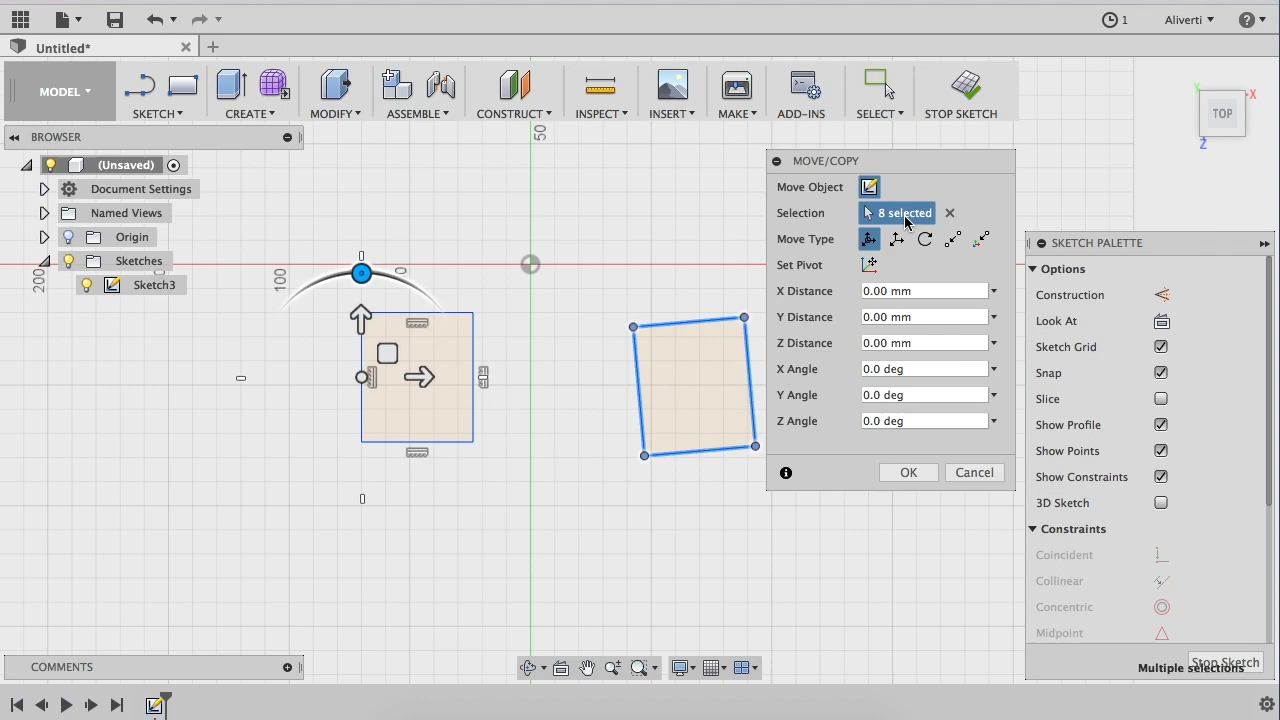 1
Aliverti
?
Untitled*
MODEL
SKETCH
CREATE
MODIFY
ASSEMBLE
CONSTRUCT
INSPECT
INSERT
MAKE
ADD-INS
SELECT
STOP SKETCH
BROWSER
(Unsaved)
Document Settings
Named Views
Origin
Sketches
Sketch3
50
200
100
0
Y
X
TOP
Z
MOVE/COPY
Move Object
Selection
8 selected
Move Type
Set Pivot
X Distance
0.00 mm
Y Distance
0.00 mm
Z Distance
0.00 mm
X Angle
0.0 deg
Y Angle
0.0 deg
Z Angle
0.0 deg
OK
Cancel
SKETCH PALETTE
Options
Construction
Look At
Sketch Grid
Snap
Slice
Show Profile
Show Points
Show Constraints
3D Sketch
Constraints
Coincident
Collinear
Concentric
Midpoint
Stop Sketch
Multiple selections
COMMENTS